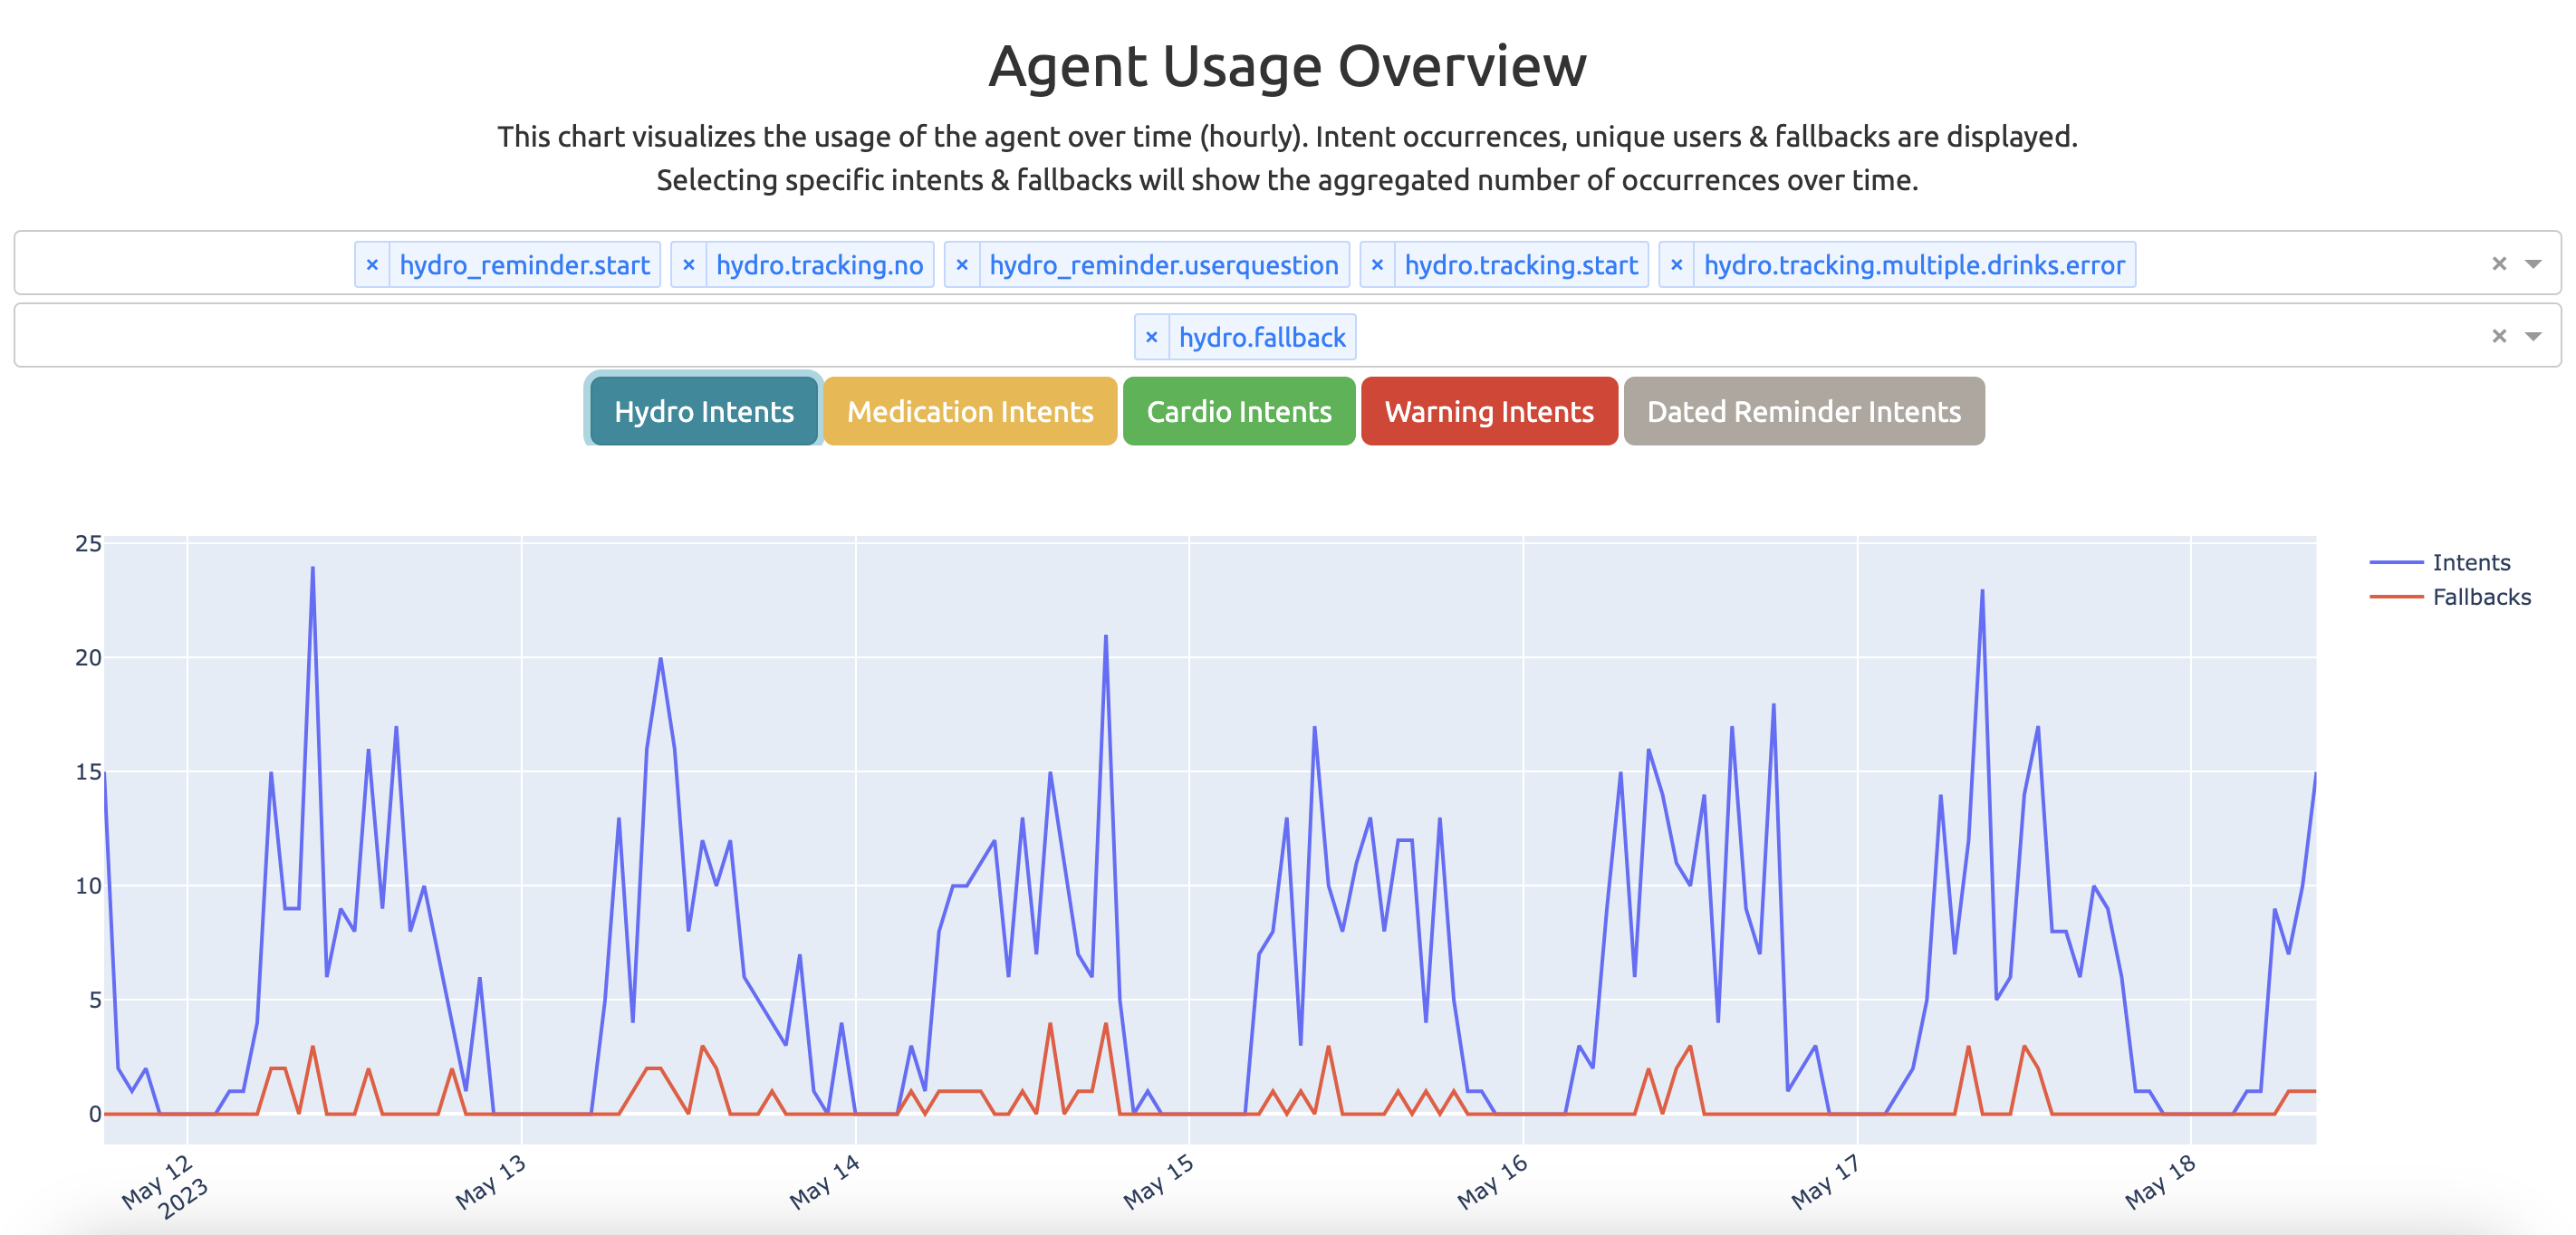 Agent Usage Overview
This chart visualizes the usage of the agent over time (hourly). Intent occurrences, unique users & fallbacks are displayed.
Selecting specific intents & fallbacks will show the aggregated number of occurrences over time.
× hydro_reminder.start × hydro.tracking.no × hydro_reminder.userquestion × hydro.tracking.start × hydro.tracking.multiple.drinks.error ×
× hydro.fallback ×
Hydro Intents Medication Intents Cardio Intents Warning Intents Dated Reminder Intents
25
20
15
10
5
0
Intents
Fallbacks
May 12
2023
May 13
May 14
May 15
May 16
May 17
May 18